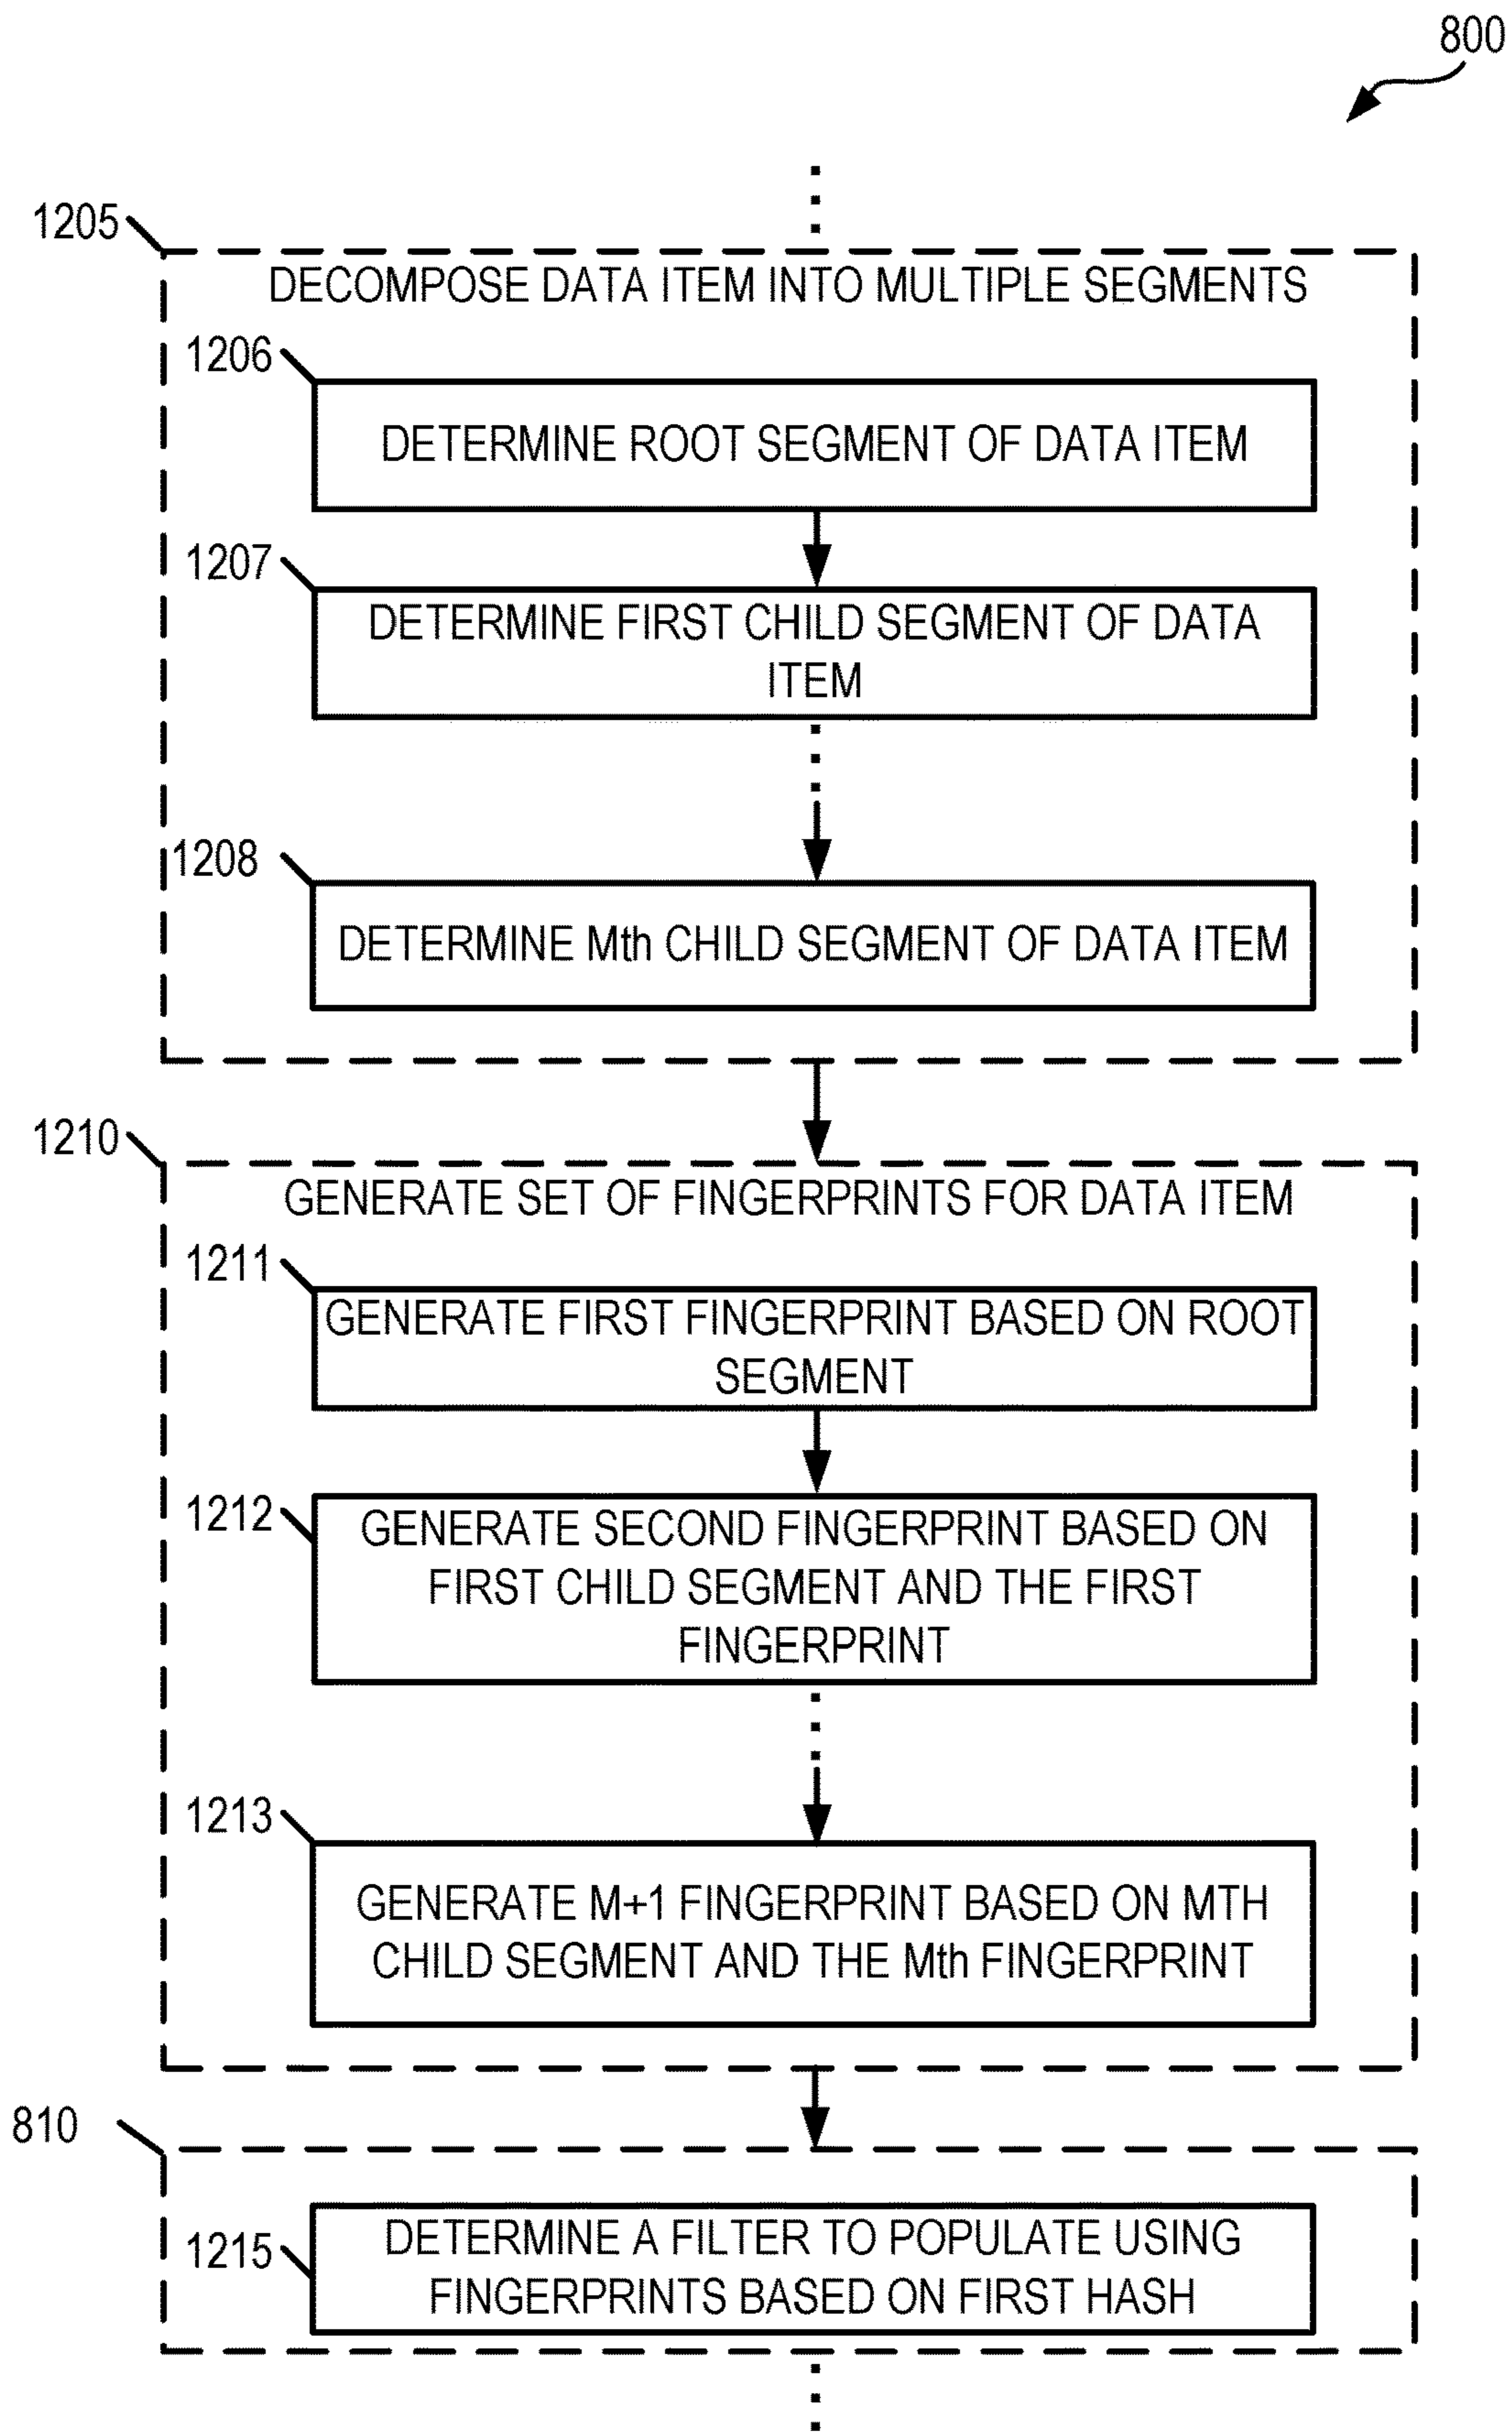 800
1205
DECOMPOSE DATA ITEM INTO MULTIPLE SEGMENTS
1206
DETERMINE ROOT SEGMENT OF DATA ITEM
1207
DETERMINE FIRST CHILD SEGMENT OF DATA
ITEM
1208
DETERMINE Mth CHILD SEGMENT OF DATA ITEM
1210
GENERATE SET OF FINGERPRINTS FOR DATA ITEM
1211
GENERATE FIRST FINGERPRINT BASED ON ROOT
SEGMENT
1212
GENERATE SECOND FINGERPRINT BASED ON
FIRST CHILD SEGMENT AND THE FIRST
FINGERPRINT
1213
GENERATE M+1 FINGERPRINT BASED ON MTH
CHILD SEGMENT AND THE Mth FINGERPRINT
810
1215
DETERMINE A FILTER TO POPULATE USING
FINGERPRINTS BASED ON FIRST HASH